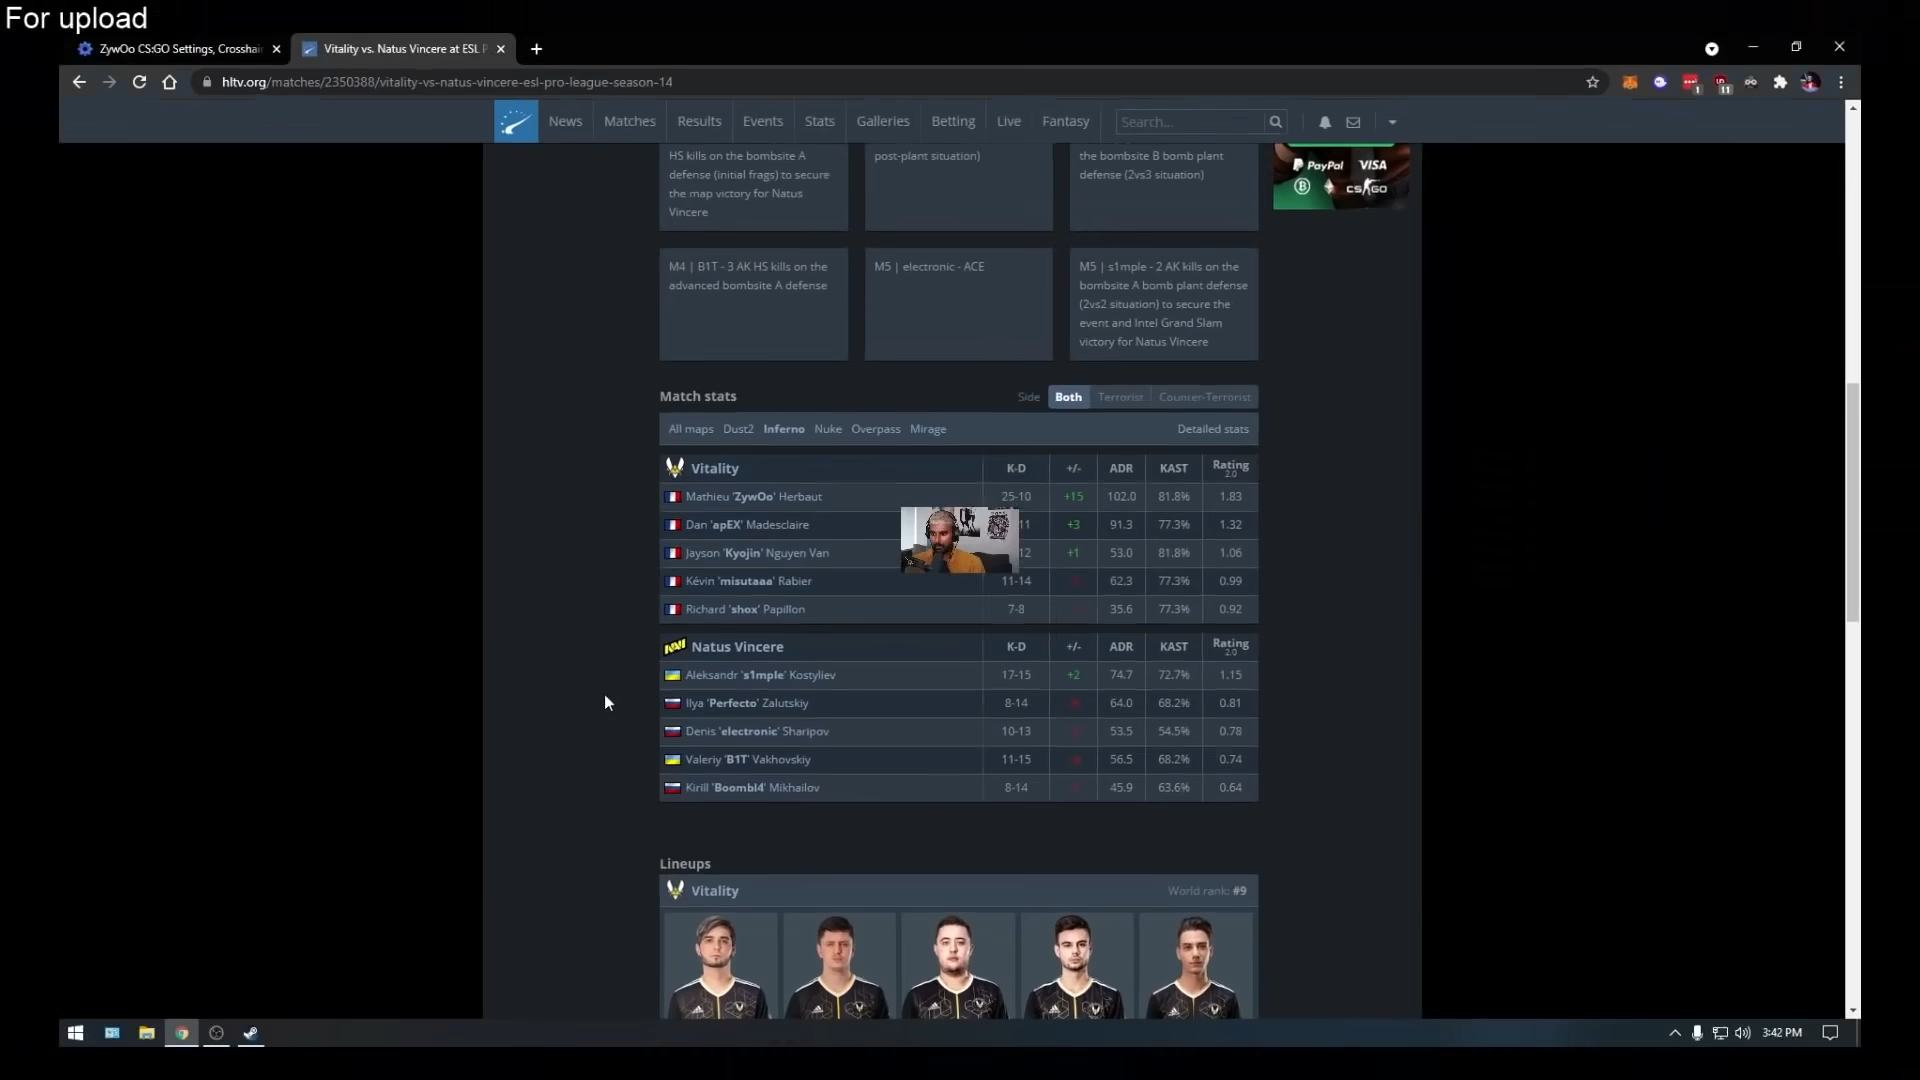 For upload
ZywOo CS:GO Settings, Crosshair
Vitality vs. Natus Vincere at ESL P
hltv.org/matches/2350388/vitality-vs-natus-vincere-esl-pro-league-season-14
1
11
News Matches Results Events Stats Galleries Betting Live Fantasy Search...
HS kills on the bombsite A
defense (initial frags) to secure
the map victory for Natus
Vincere
post-plant situation)
the bombsite B bomb plant
defense (2vs3 situation)
PayPal VISA
CS:GO
M4 | B1T - 3 AK HS kills on the
advanced bombsite A defense
M5 | electronic - ACE
M5 | s1mple - 2 AK kills on the
bombsite A bomb plant defense
(2vs2 situation) to secure the
event and Intel Grand Slam
victory for Natus Vincere
Match stats Side Both Terrorist Counter-Terrorist
All maps Dust2 Inferno Nuke Overpass Mirage Detailed stats
Vitality K-D +/- ADR KAST Rating 2.0
Mathieu 'ZywOo' Herbaut 25-10 +15 102.0 81.8% 1.83
Dan 'apEX' Madesclaire 11 +3 91.3 77.3% 1.32
Jayson 'Kyojin' Nguyen Van 12 +1 53.0 81.8% 1.06
Kévin 'misutaaa' Rabier 11-14 62.3 77.3% 0.99
Richard 'shox' Papillon 7-8 35.6 77.3% 0.92
Natus Vincere K-D +/- ADR KAST Rating 2.0
Aleksandr 's1mple' Kostyliev 17-15 +2 74.7 72.7% 1.15
Ilya 'Perfecto' Zalutskiy 8-14 64.0 68.2% 0.81
Denis 'electronic' Sharipov 10-13 53.5 54.5% 0.78
Valeriy 'B1T' Vakhovskiy 11-15 56.5 68.2% 0.74
Kirill 'Boombl4' Mikhailov 8-14 45.9 63.6% 0.64
Lineups
Vitality World rank: #9
3:42 PM